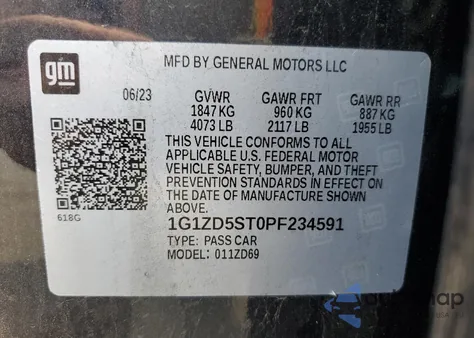 gm
MFD BY GENERAL MOTORS LLC
06/23 GVWR GAWR FRT GAWR RR
1847 KG 960 KG 887 KG
4073 LB 2117 LB 1955 LB
THIS VEHICLE CONFORMS TO ALL
APPLICABLE U.S. FEDERAL MOTOR
VEHICLE SAFETY, BUMPER, AND THEFT
PREVENTION STANDARDS IN EFFECT ON
THE DATE OF MANUFACTURE SHOWN
ABOVE.
618G
1G1ZD5ST0PF234591
TYPE: PASS CAR
MODEL: 011ZD69